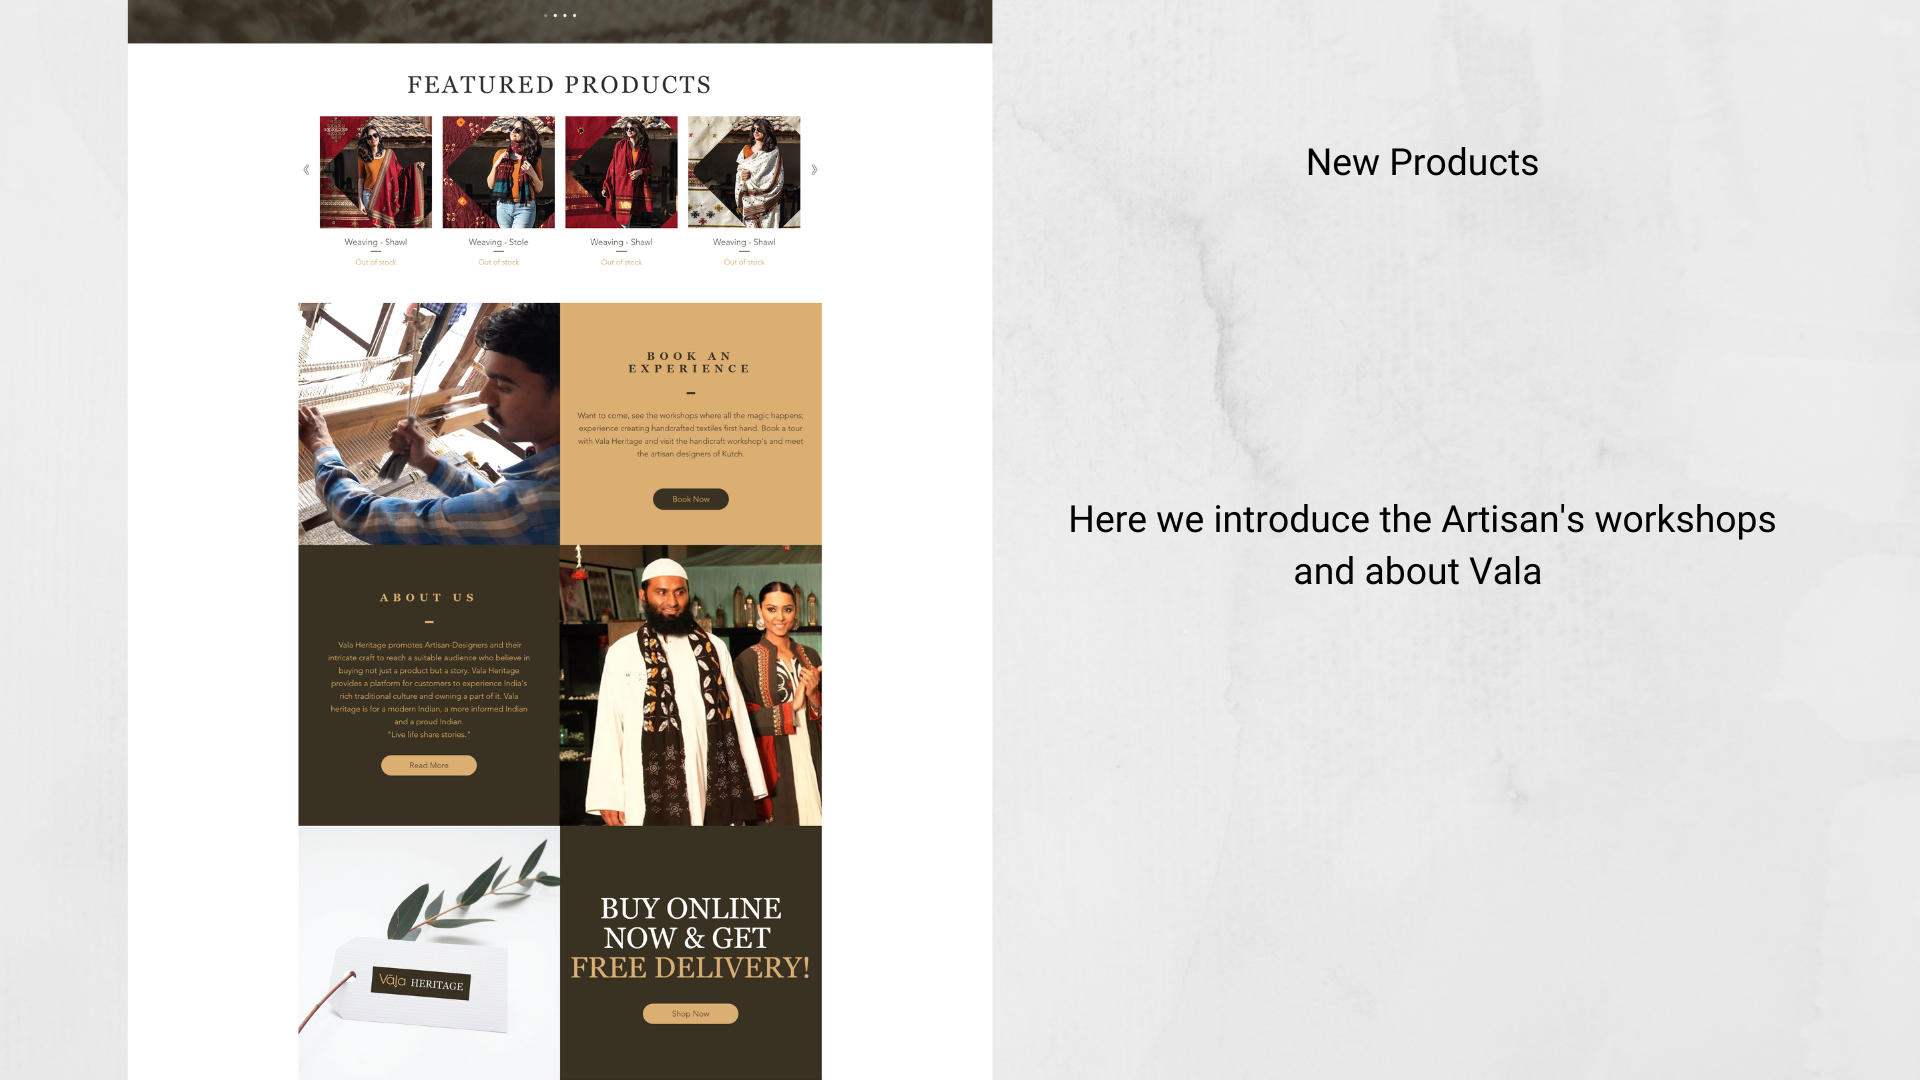 FEATURED PRODUCTS
Weaving - Shawl
Out of stock
Weaving - Stole
Out of stock
Weaving - Shawl
Out of stock
Weaving - Shawl
Out of stock
BOOK AN
EXPERIENCE
Want to come, see the workshops where all the magic happens;
experience creating handcrafted textiles first hand. Book a tour
with Vala Heritage and visit the handicraft workshop's and meet
the artisan designers of Kutch.
Book Now
ABOUT US
Vala Heritage promotes Artisan-Designers and their
intricate craft to reach a suitable audience who believe in
buying not just a product but a story. Vala Heritage
provides a platform for customers to experience India's
rich traditional culture and owning a part of it. Vala
heritage is for a modern Indian, a more informed Indian
and a proud Indian.
"Live life share stories."
Read More
Vāja HERITAGE
BUY ONLINE
NOW & GET
FREE DELIVERY!
Shop Now
New Products
Here we introduce the Artisan's workshops
and about Vala